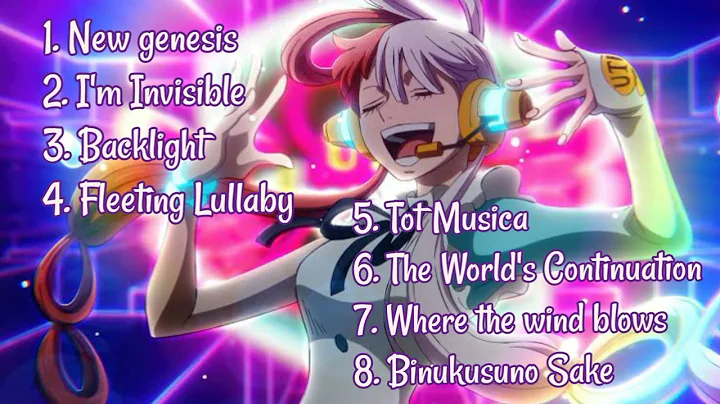 1. New genesis
2. I'm Invisible
3. Backlight
4. Fleeting Lullaby
5. Tot Musica
6. The World's Continuation
7. Where the wind blows
8. Binukusuno Sake
UTA